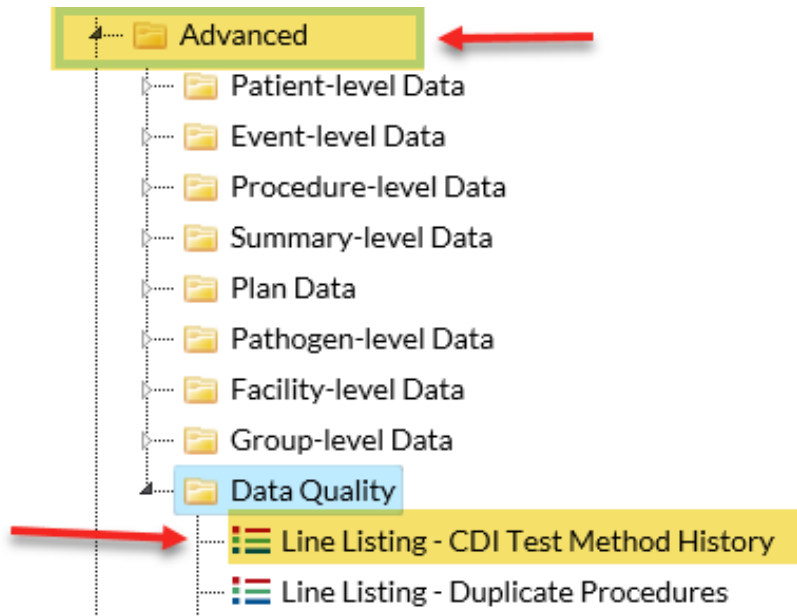 Advanced
Patient-level Data
Event-level Data
Procedure-level Data
Summary-level Data
Plan Data
Pathogen-level Data
Facility-level Data
Group-level Data
Data Quality
Line Listing - CDI Test Method History
Line Listing - Duplicate Procedures